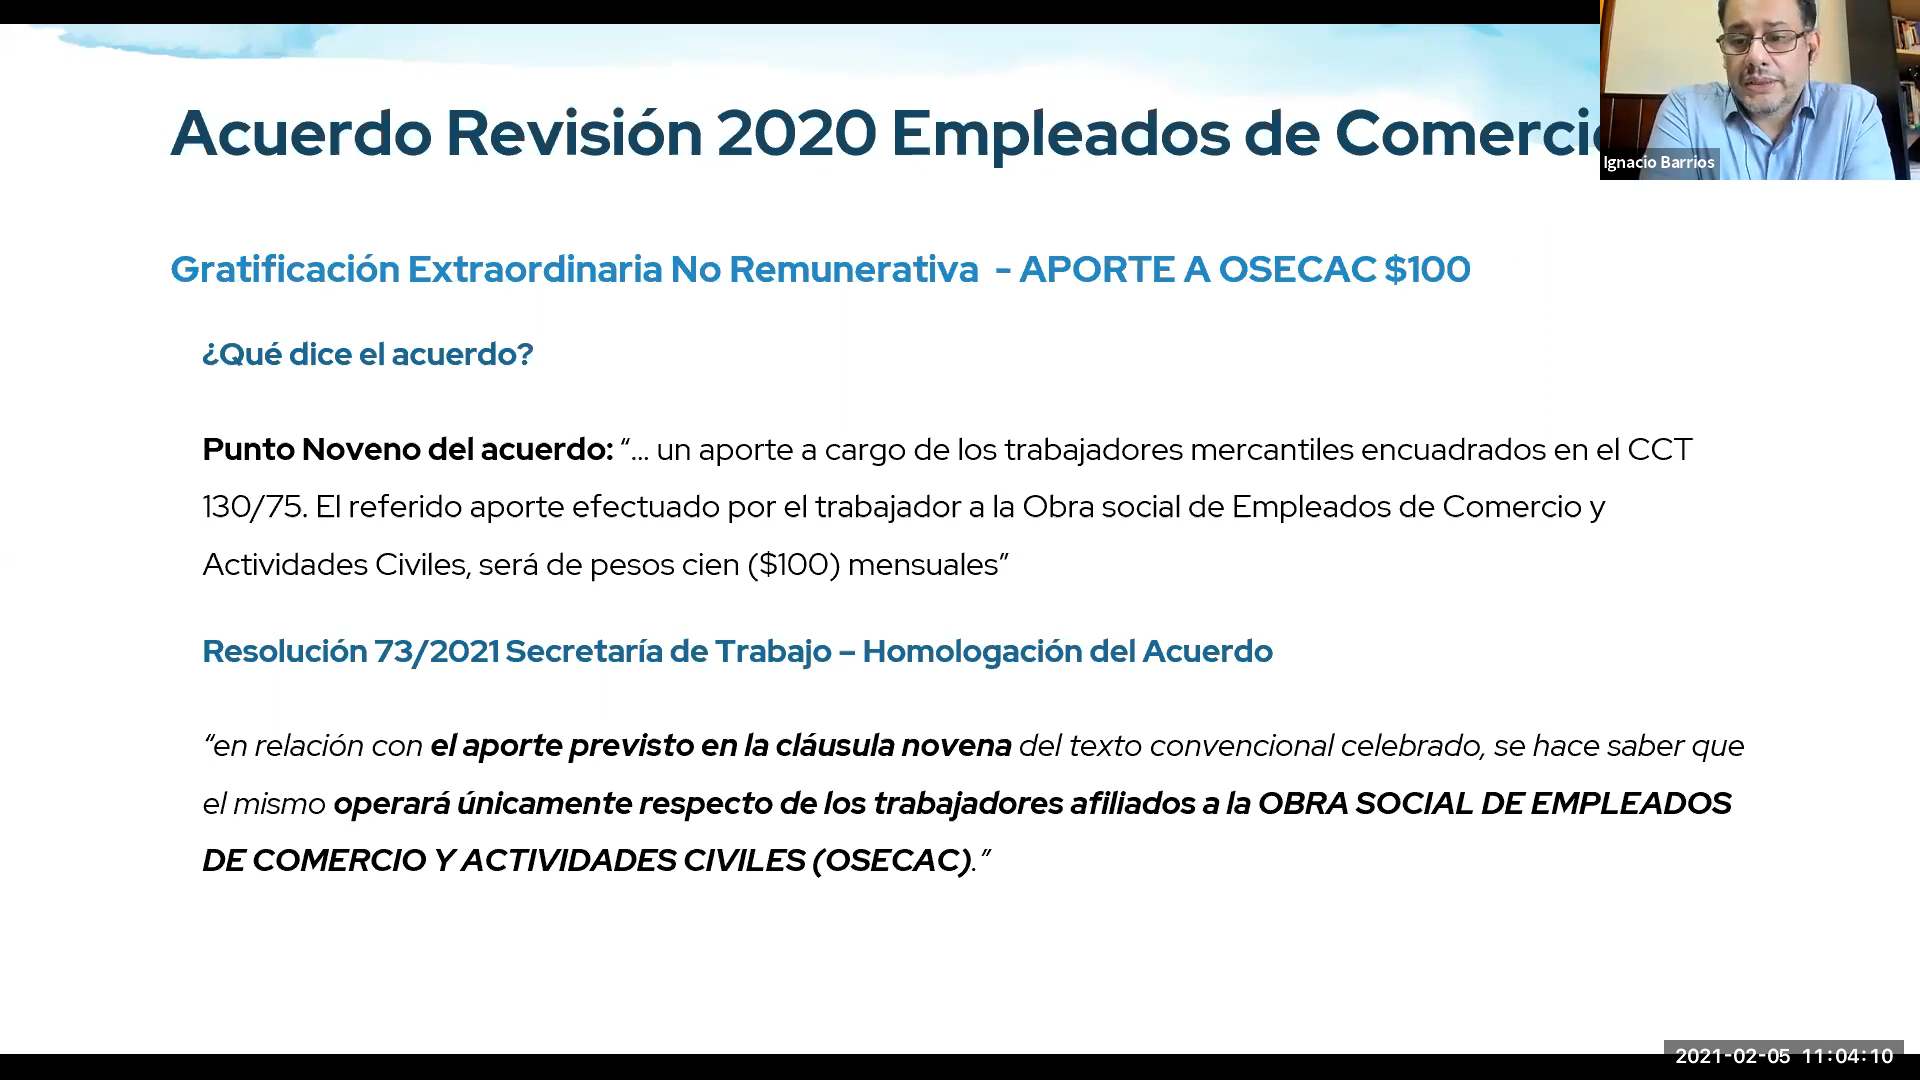 Acuerdo Revisión 2020 Empleados de Comercio
Ignacio Barrios
Gratificación Extraordinaria No Remunerativa - APORTE A OSECAC $100
¿Qué dice el acuerdo?
Punto Noveno del acuerdo: “... un aporte a cargo de los trabajadores mercantiles encuadrados en el CCT
130/75. El referido aporte efectuado por el trabajador a la Obra social de Empleados de Comercio y
Actividades Civiles, será de pesos cien ($100) mensuales”
Resolución 73/2021 Secretaría de Trabajo – Homologación del Acuerdo
“en relación con el aporte previsto en la cláusula novena del texto convencional celebrado, se hace saber que
el mismo operará únicamente respecto de los trabajadores afiliados a la OBRA SOCIAL DE EMPLEADOS
DE COMERCIO Y ACTIVIDADES CIVILES (OSECAC).”
2021-02-05 11:04:10